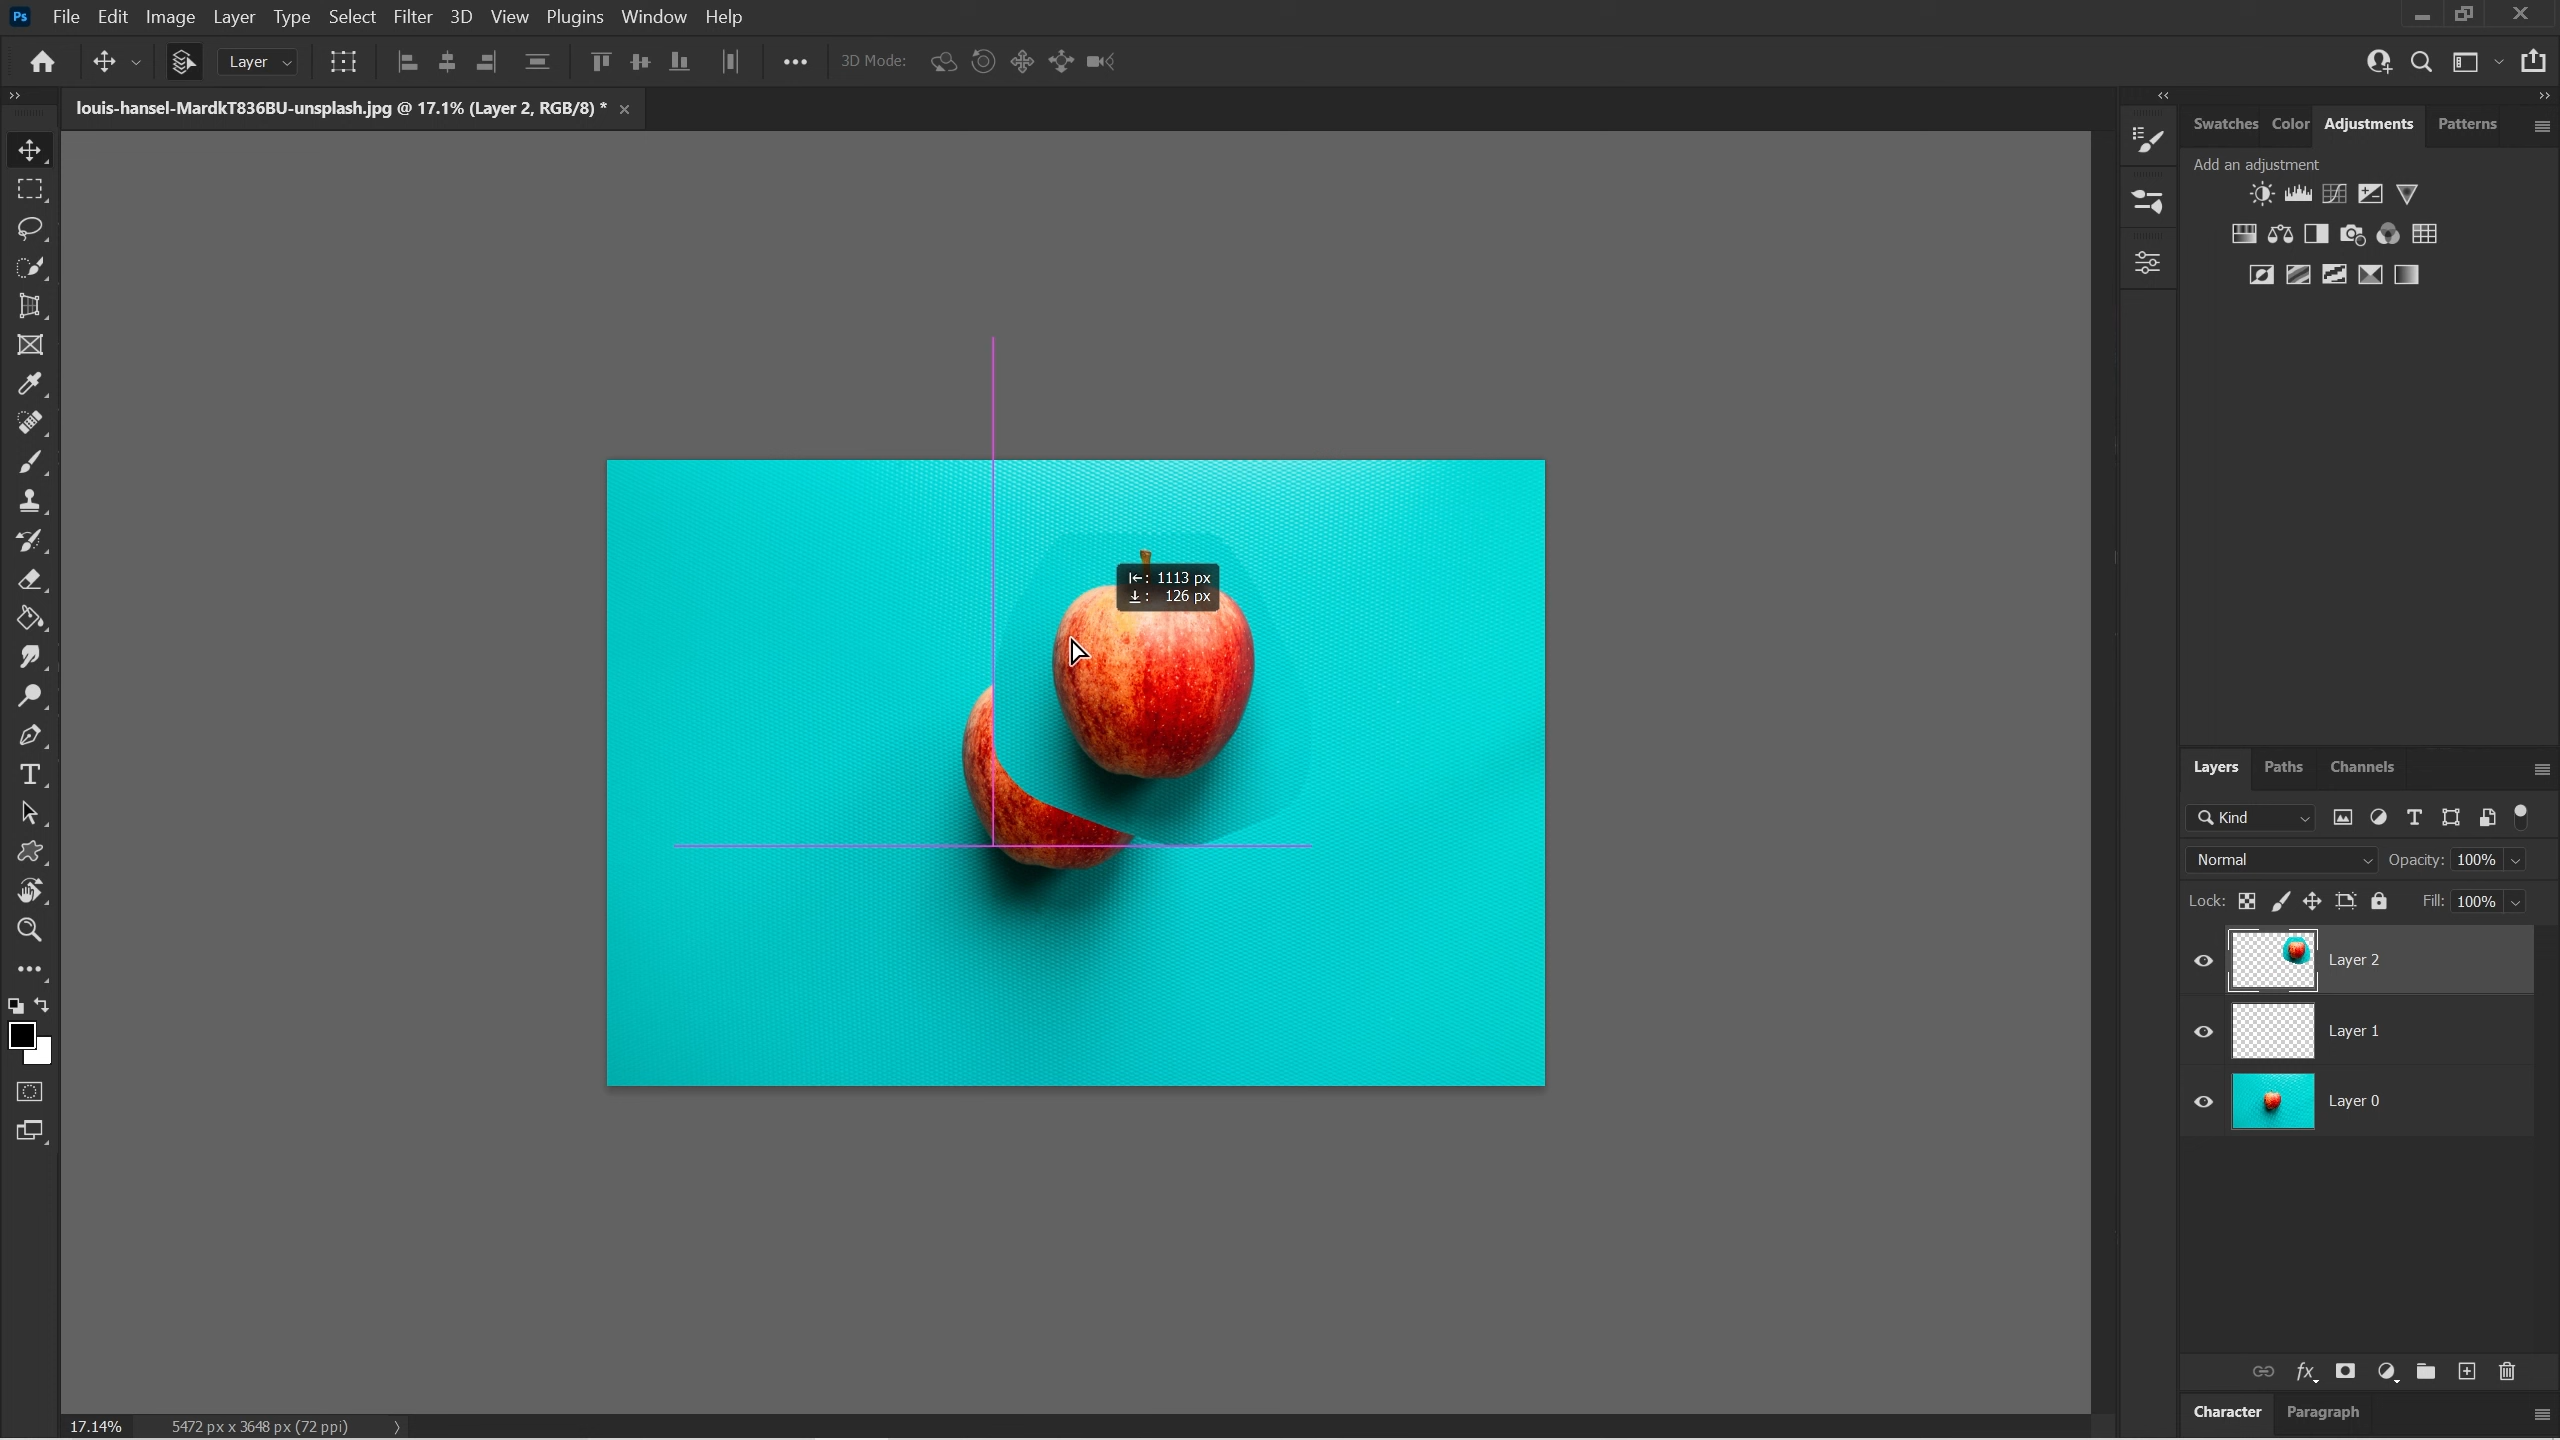 Ps File Edit Image Layer Type Select Filter 3D View Plugins Window Help
Layer 3D Mode:
louis-hansel-MardkT836BU-unsplash.jpg @ 17.1% (Layer 2, RGB/8) *
Swatches Color Adjustments Patterns
Add an adjustment
1113 px
126 px
Layers Paths Channels
Kind
Normal Opacity: 100%
Lock: Fill: 100%
Layer 2
Layer 1
Layer 0
fx
Character Paragraph
17.14% 5472 px x 3648 px (72 ppi)